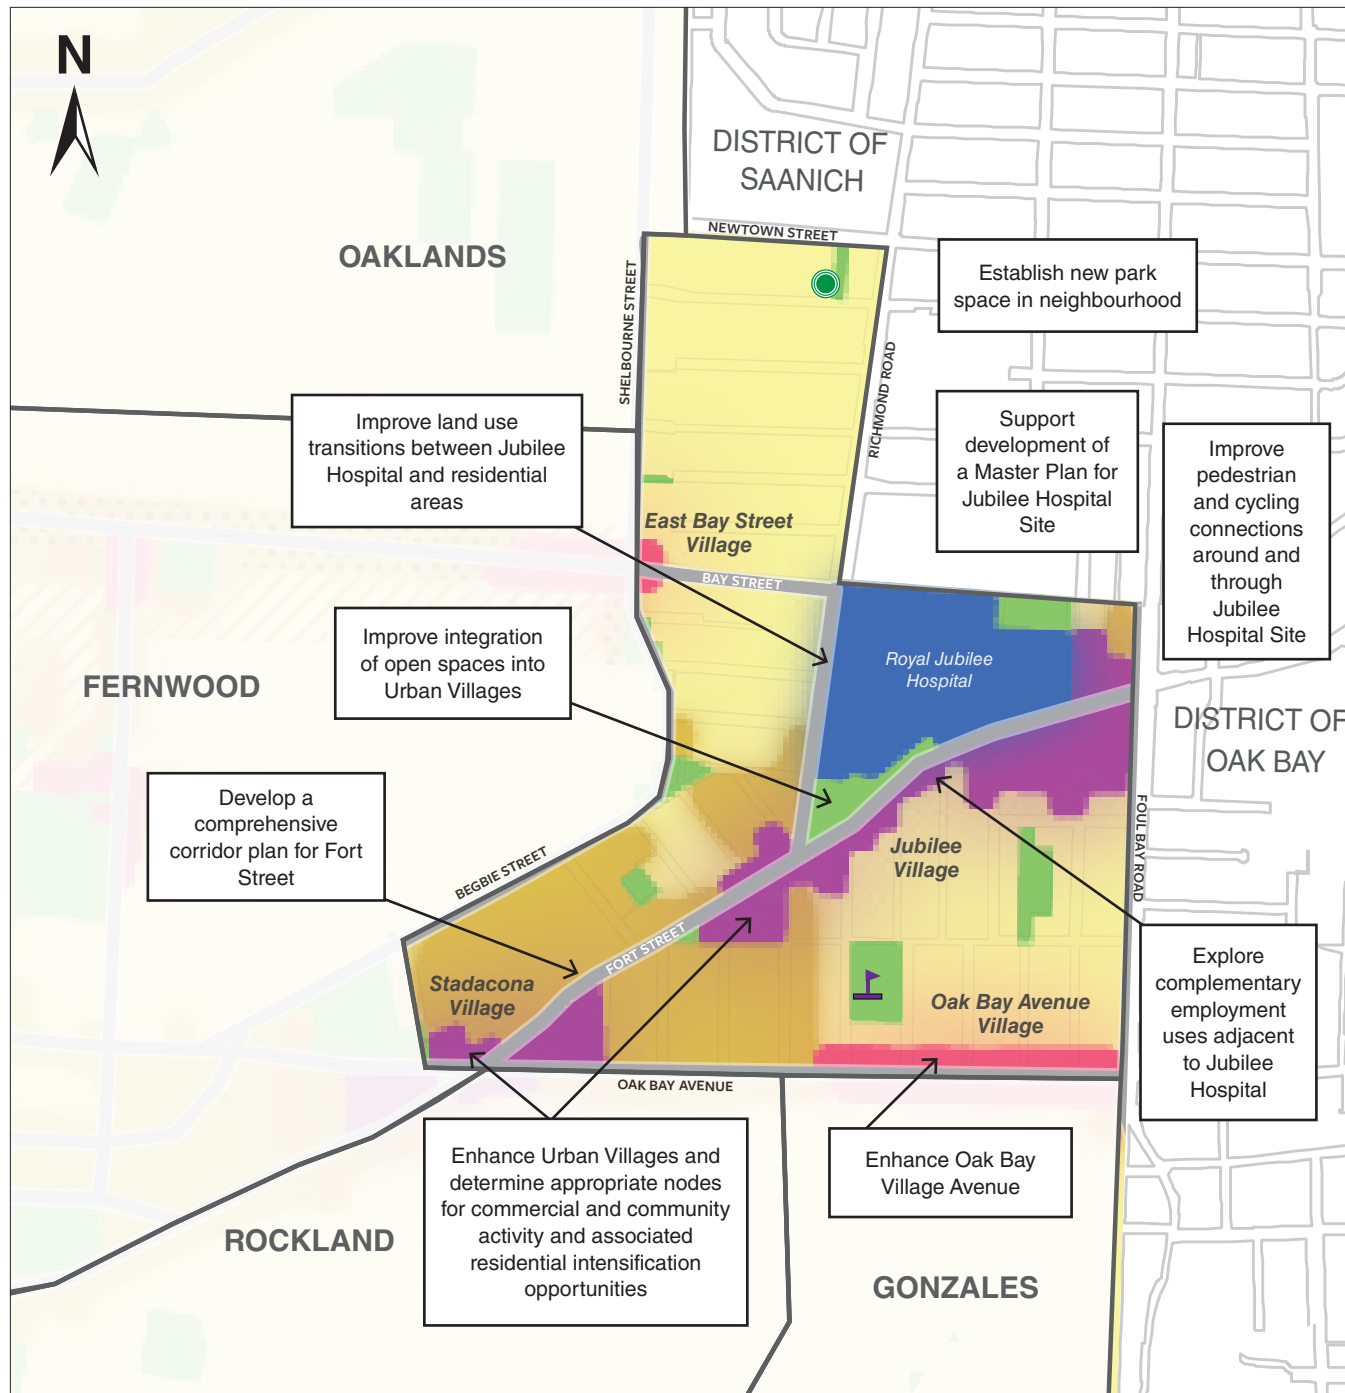 N
DISTRICT OF
SAANICH
NEWTOWN STREET
OAKLANDS
SHELBOURNE STREET
Establish new park
space in neighbourhood
RICHMOND ROAD
Improve land use
transitions between Jubilee
Hospital and residential
areas
Support
development of
a Master Plan for
Jubilee Hospital
Site
Improve
pedestrian
and cycling
connections
around and
through
Jubilee
Hospital Site
East Bay Street
Village
BAY STREET
Improve integration
of open spaces into
Urban Villages
Royal Jubilee
Hospital
FERNWOOD
DISTRICT OF
OAK BAY
Develop a
comprehensive
corridor plan for Fort
Street
BEGBIE STREET
Jubilee
Village
FOUL BAY ROAD
FORT STREET
Stadacona
Village
Oak Bay Avenue
Village
Explore
complementary
employment
uses adjacent
to Jubilee
Hospital
OAK BAY AVENUE
Enhance Urban Villages and
determine appropriate nodes
for commercial and community
activity and associated
residential intensification
opportunities
Enhance Oak Bay
Village Avenue
ROCKLAND
GONZALES